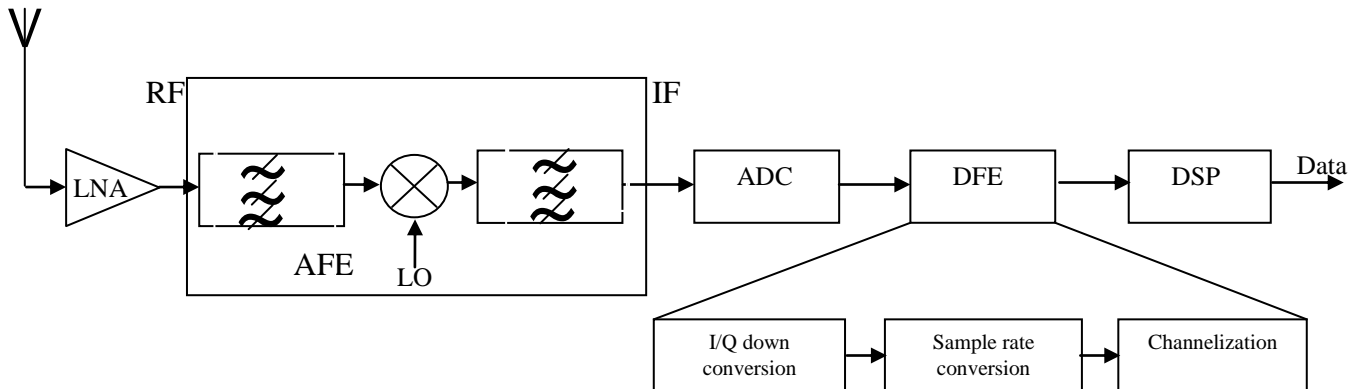 RF
IF
LNA
AFE
LO
ADC
DFE
DSP
Data
I/Q down
conversion
Sample rate
conversion
Channelization